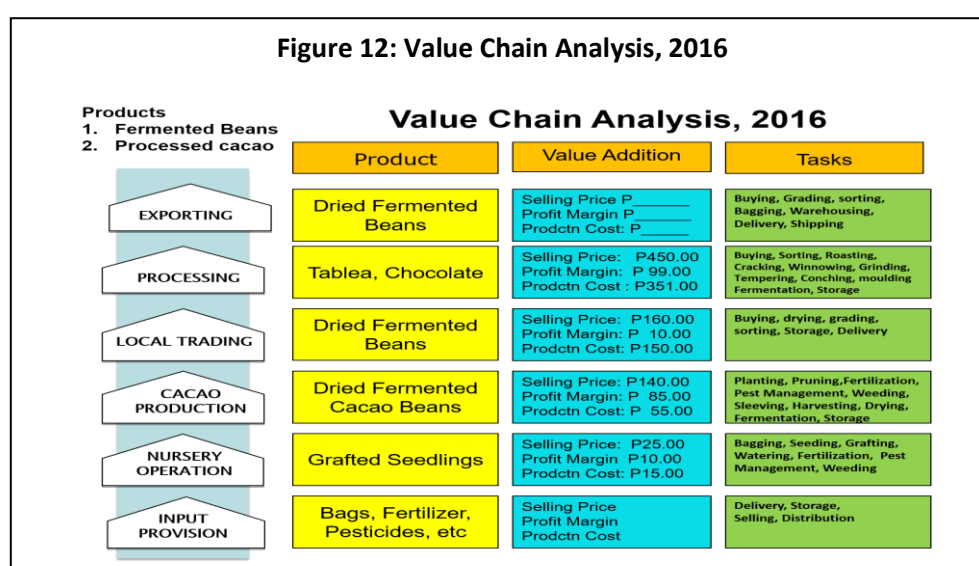 Figure 12: Value Chain Analysis, 2016
Products
1. Fermented Beans
2. Processed cacao
Value Chain Analysis, 2016
Product
Value Addition
Tasks
EXPORTING
Dried Fermented
Beans
Selling Price P______
Profit Margin P______
Prodctn Cost: P_____
Buying, Grading, sorting,
Bagging, Warehousing,
Delivery, Shipping
PROCESSING
Tablea, Chocolate
Selling Price: P450.00
Profit Margin: P 99.00
Prodctn Cost : P351.00
Buying, Sorting, Roasting,
Cracking, Winnowing, Grinding,
Tempering, Conching, moulding
Fermentation, Storage
LOCAL TRADING
Dried Fermented
Beans
Selling Price: P160.00
Profit Margin: P 10.00
Prodctn Cost: P150.00
Buying, drying, grading,
sorting, Storage, Delivery
CACAO
PRODUCTION
Dried Fermented
Cacao Beans
Selling Price: P140.00
Profit Margin: P 85.00
Prodctn Cost: P 55.00
Planting, Pruning,Fertilization,
Pest Management, Weeding,
Sleeving, Harvesting, Drying,
Fermentation, Storage
NURSERY
OPERATION
Grafted Seedlings
Selling Price: P25.00
Profit Margin P10.00
Prodctn Cost: P15.00
Bagging, Seeding, Grafting,
Watering, Fertilization, Pest
Management, Weeding
INPUT
PROVISION
Bags, Fertilizer,
Pesticides, etc
Selling Price
Profit Margin
Prodctn Cost
Delivery, Storage,
Selling, Distribution